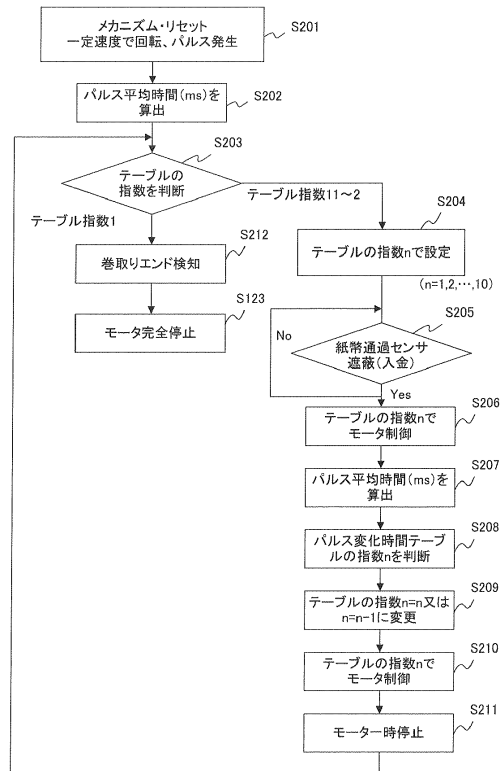 メカニズム・リセット
一定速度で回転、パルス発生
S201
パルス平均時間(ms)を
算出
S202
S203
テーブルの
指数を判断
テーブル指数11～2
テーブル指数1
S204
テーブルの指数nで設定
(n=1,2,…,10)
S212
巻取りエンド検知
S123
モータ完全停止
S205
No
紙幣通過センサ
遮蔽(入金)
Yes
S206
テーブルの指数nで
モータ制御
S207
パルス平均時間(ms)を
算出
S208
パルス変化時間テーブ
ルの指数nを判断
S209
テーブルの指数n=n又は
n=n-1に変更
S210
テーブルの指数nで
モータ制御
S211
モータ一時停止